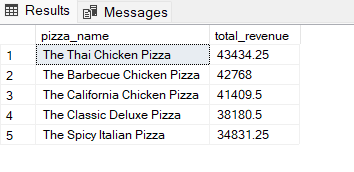 Results Messages
pizza_name total_revenue
1 The Thai Chicken Pizza 43434.25
2 The Barbecue Chicken Pizza 42768
3 The California Chicken Pizza 41409.5
4 The Classic Deluxe Pizza 38180.5
5 The Spicy Italian Pizza 34831.25